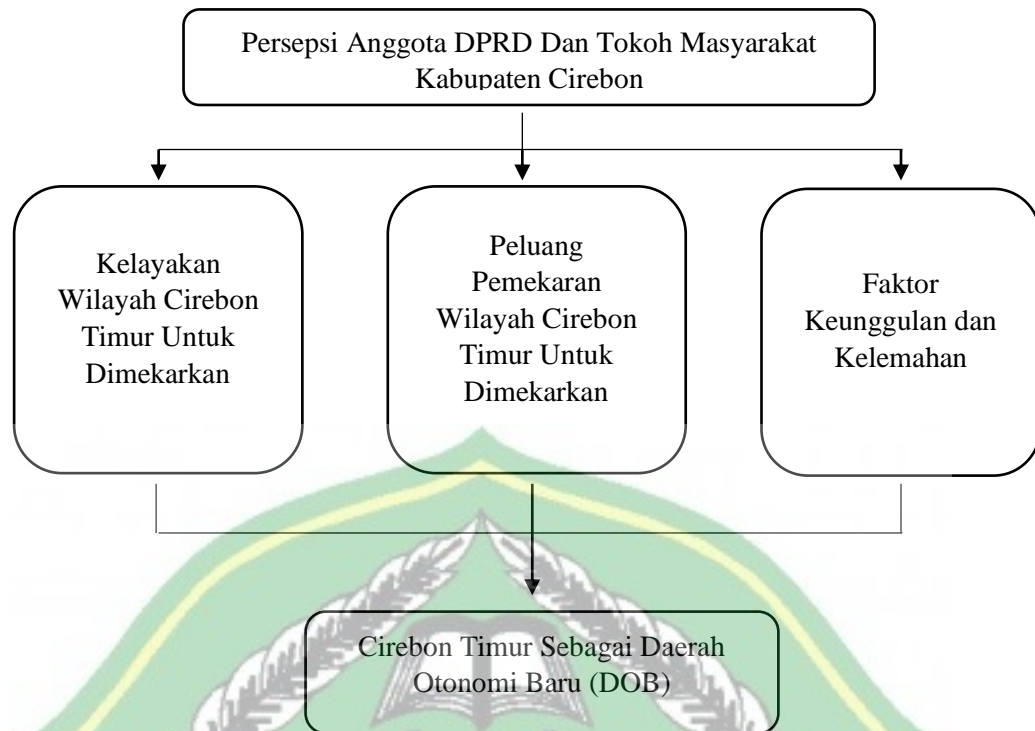 Persepsi Anggota DPRD Dan Tokoh Masyarakat
Kabupaten Cirebon
Kelayakan
Wilayah Cirebon
Timur Untuk
Dimekarkan
Peluang
Pemekaran
Wilayah Cirebon
Timur Untuk
Dimekarkan
Faktor
Keunggulan dan
Kelemahan
Cirebon Timur Sebagai Daerah
Otonomi Baru (DOB)